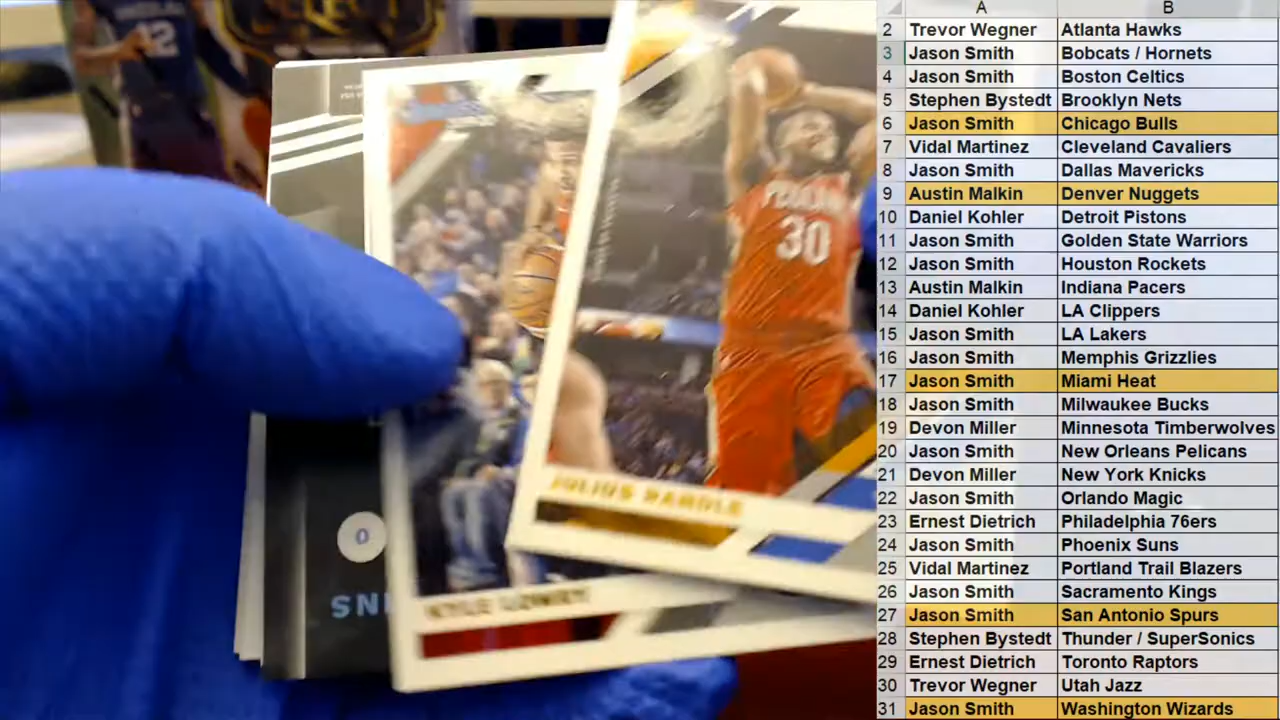 SELECT
12
PELICANS
30
JULIUS RANDLE
KYLE LOWRY
0
SN
A B
2 Trevor Wegner Atlanta Hawks
3 Jason Smith Bobcats / Hornets
4 Jason Smith Boston Celtics
5 Stephen Bystedt Brooklyn Nets
6 Jason Smith Chicago Bulls
7 Vidal Martinez Cleveland Cavaliers
8 Jason Smith Dallas Mavericks
9 Austin Malkin Denver Nuggets
10 Daniel Kohler Detroit Pistons
11 Jason Smith Golden State Warriors
12 Jason Smith Houston Rockets
13 Austin Malkin Indiana Pacers
14 Daniel Kohler LA Clippers
15 Jason Smith LA Lakers
16 Jason Smith Memphis Grizzlies
17 Jason Smith Miami Heat
18 Jason Smith Milwaukee Bucks
19 Devon Miller Minnesota Timberwolves
20 Jason Smith New Orleans Pelicans
21 Devon Miller New York Knicks
22 Jason Smith Orlando Magic
23 Ernest Dietrich Philadelphia 76ers
24 Jason Smith Phoenix Suns
25 Vidal Martinez Portland Trail Blazers
26 Jason Smith Sacramento Kings
27 Jason Smith San Antonio Spurs
28 Stephen Bystedt Thunder / SuperSonics
29 Ernest Dietrich Toronto Raptors
30 Trevor Wegner Utah Jazz
31 Jason Smith Washington Wizards